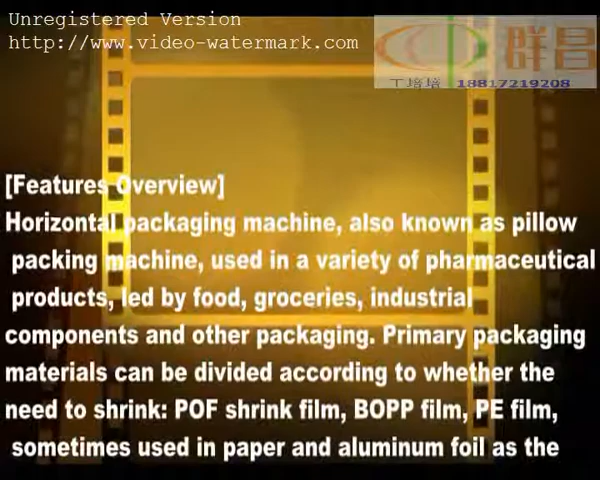 Unregistered Version
http://www.video-watermark.com
群昌
工培培 18817219208
[Features Overview]
Horizontal packaging machine, also known as pillow
packing machine, used in a variety of pharmaceutical
products, led by food, groceries, industrial
components and other packaging. Primary packaging
materials can be divided according to whether the
need to shrink: POF shrink film, BOPP film, PE film,
sometimes used in paper and aluminum foil as the